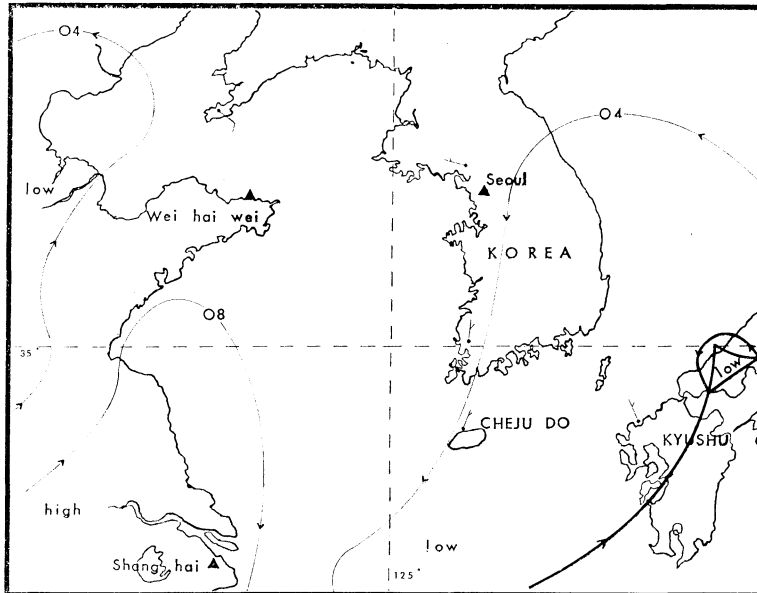 04
04
low
Seoul
Wei hai wei
KOREA
08
35°
low
CHEJU DO
KYUSHU
high
low
Shang hai
125°